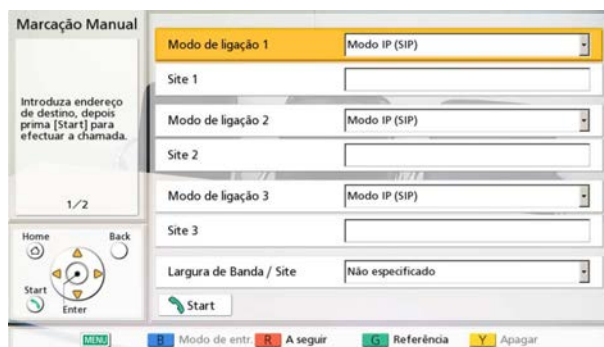 Marcação Manual
Introduza endereço
de destino, depois
prima [Start] para
efectuar a chamada.
1/2
Home Back
Start
Enter
Modo de ligação 1 Modo IP (SIP)
Site 1
Modo de ligação 2 Modo IP (SIP)
Site 2
Modo de ligação 3 Modo IP (SIP)
Site 3
Largura de Banda / Site Não especificado
Start
MENU B Modo de entr. R A seguir G Referência Y Apagar